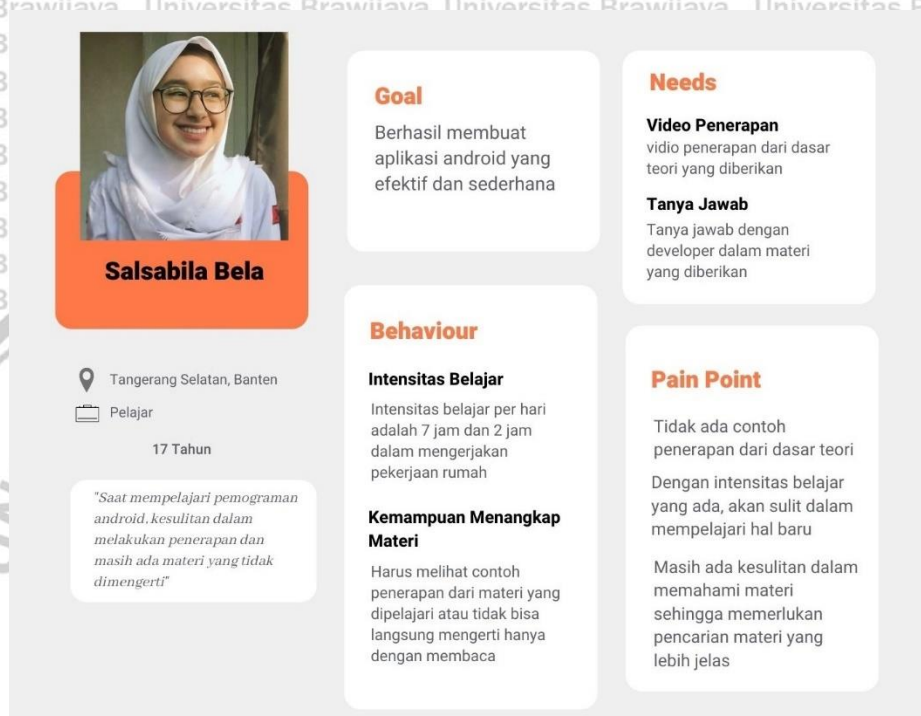 Brawijaya Universitas Brawijaya Universitas Brawijaya Universitas B
Salsabila Bela
Tangerang Selatan, Banten
Pelajar
17 Tahun
"Saat mempelajari pemograman
android, kesulitan dalam
melakukan penerapan dan
masih ada materi yang tidak
dimengerti"
Goal
Berhasil membuat
aplikasi android yang
efektif dan sederhana
Behaviour
Intensitas Belajar
Intensitas belajar per hari
adalah 7 jam dan 2 jam
dalam mengerjakan
pekerjaan rumah
Kemampuan Menangkap
Materi
Harus melihat contoh
penerapan dari materi yang
dipelajari atau tidak bisa
langsung mengerti hanya
dengan membaca
Needs
Video Penerapan
vidio penerapan dari dasar
teori yang diberikan
Tanya Jawab
Tanya jawab dengan
developer dalam materi
yang diberikan
Pain Point
Tidak ada contoh
penerapan dari dasar teori
Dengan intensitas belajar
yang ada, akan sulit dalam
mempelajari hal baru
Masih ada kesulitan dalam
memahami materi
sehingga memerlukan
pencarian materi yang
lebih jelas